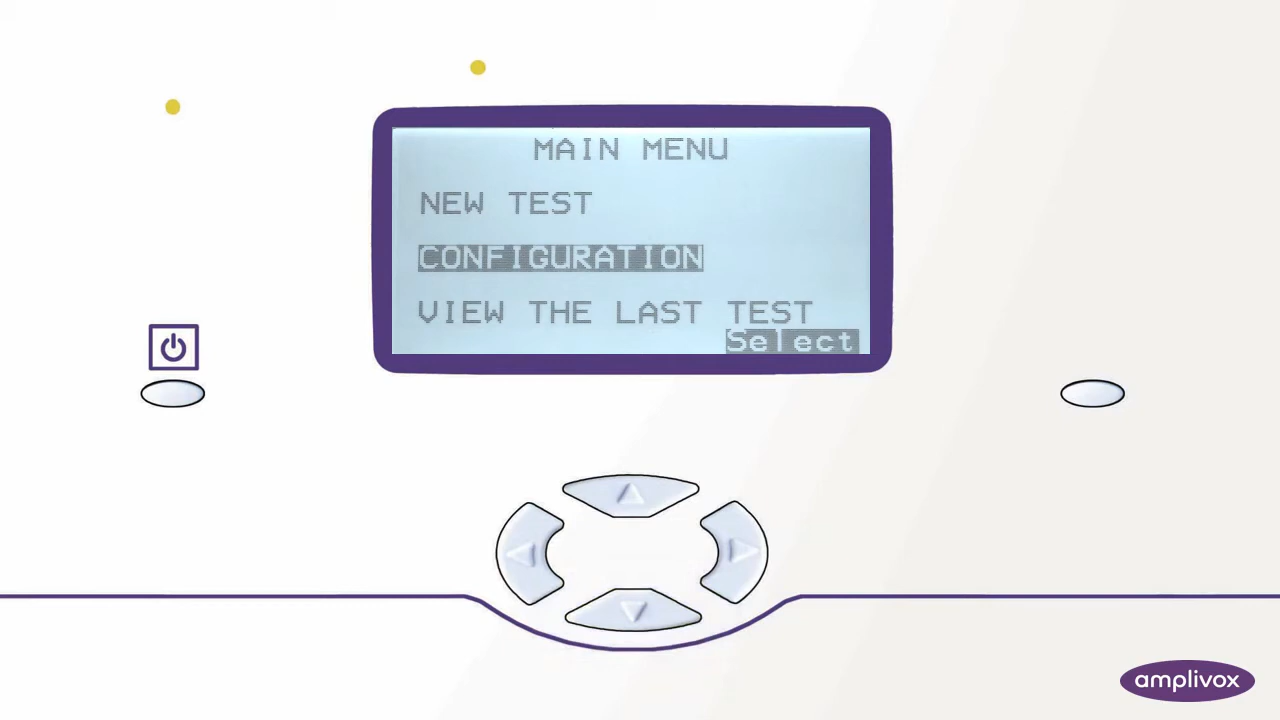 MAIN MENU
NEW TEST
CONFIGURATION
VIEW THE LAST TEST
Select
amplivox